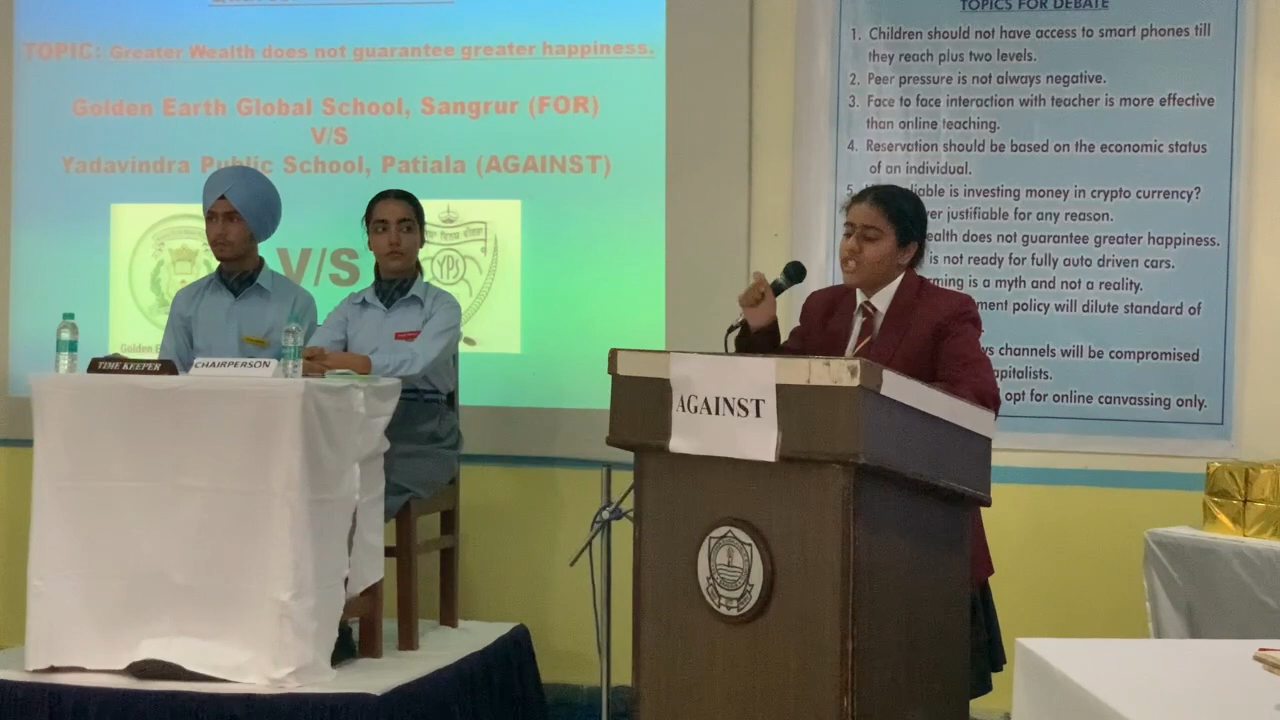 TOPIC: Greater Wealth does not guarantee greater happiness.
Golden Earth Global School, Sangrur (FOR)
V/S
Yadavindra Public School, Patiala (AGAINST)
V/S
YPS
Golden
TIME KEEPER
CHAIRPERSON
AGAINST
TOPICS FOR DEBATE
1. Children should not have access to smart phones till
they reach plus two levels.
2. Peer pressure is not always negative.
3. Face to face interaction with teacher is more effective
than online teaching.
4. Reservation should be based on the economic status
of an individual.
5. is investing money in crypto currency?
justifiable for any reason.
does not guarantee greater happiness.
is not ready for fully auto driven cars.
is a myth and not a reality.
policy will dilute standard of
channels will be compromised
opt for online canvassing only.